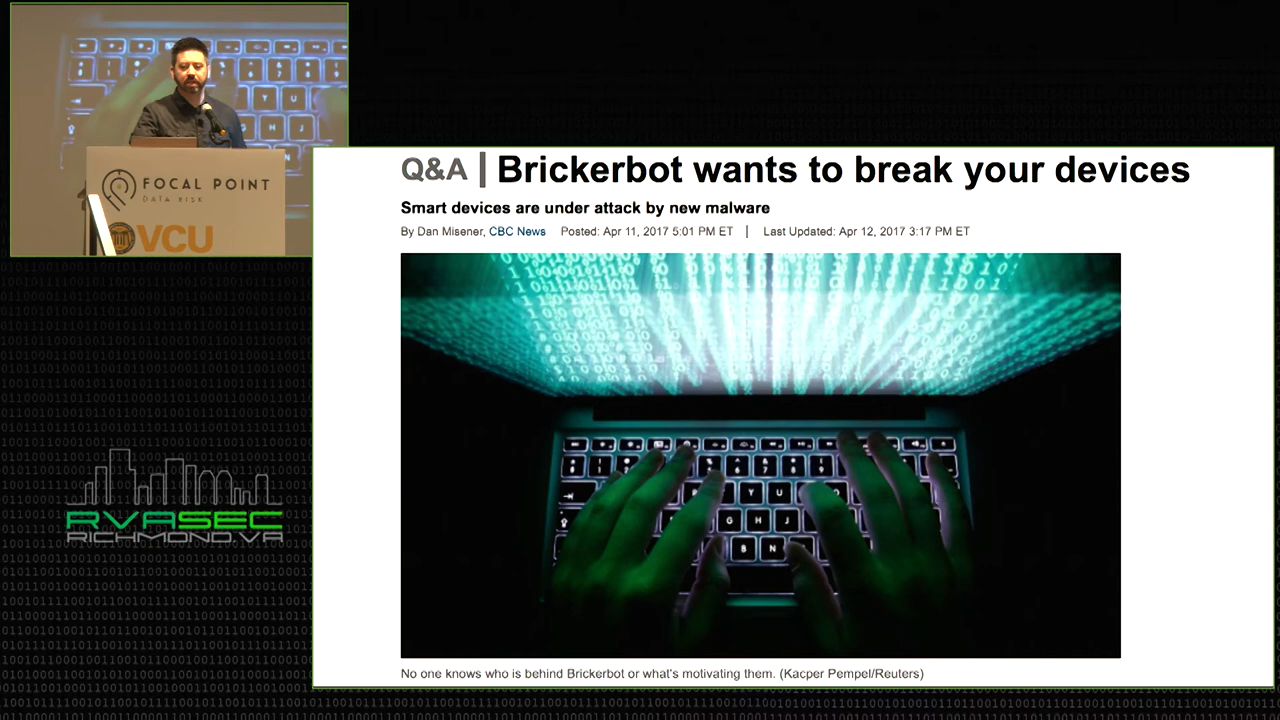 FOCAL POINT
DATA RISK
VCU
RVASEC
RICHMOND.VA
Q&A | Brickerbot wants to break your devices
Smart devices are under attack by new malware
By Dan Misener, CBC News Posted: Apr 11, 2017 5:01 PM ET | Last Updated: Apr 12, 2017 3:17 PM ET
Y U
G H J
B N
No one knows who is behind Brickerbot or what's motivating them. (Kacper Pempel/Reuters)